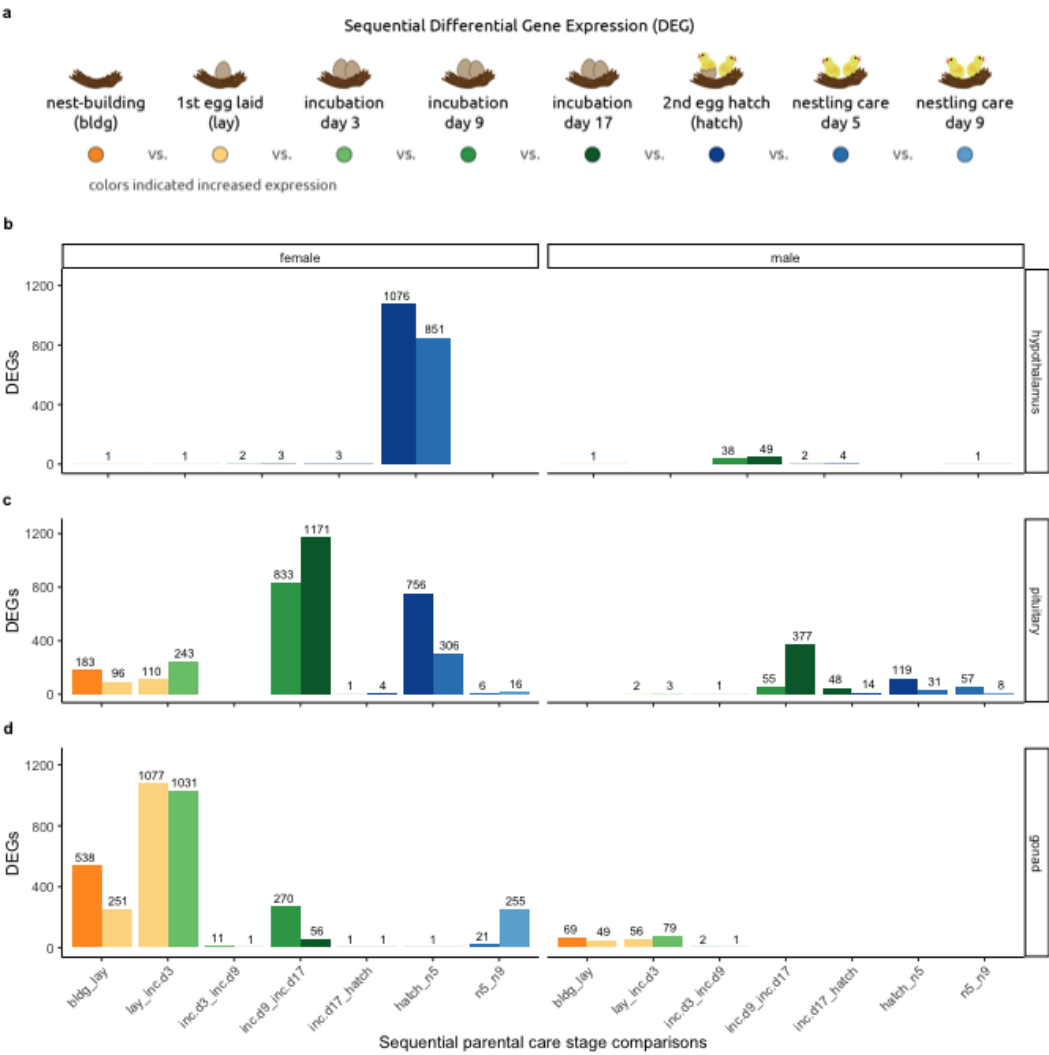 a
Sequential Differential Gene Expression (DEG)
nest-building 1st egg laid incubation incubation incubation 2nd egg hatch nestling care nestling care
(bldg) (lay) day 3 day 9 day 17 (hatch) day 5 day 9
vs. vs. vs. vs. vs. vs. vs.
colors indicated increased expression
b
female male
1200
800
400
0
DEGs
1076
851
1 1 2 3 3
38 49
1 2 4 1
hypothalamus
c
1200
800
400
0
DEGs
183 96 110 243 833 1171 1 4 756 306 6 16
2 3 1 55 377 48 14 119 31 57 8
pituitary
d
1200
800
400
0
DEGs
538 251 1077 1031 11 1 270 56 1 1 1 21 255
69 49 56 79 2 1
gonad
bldg_lay lay_inc.d3 inc.d3_inc.d9 inc.d9_inc.d17 inc.d17_hatch hatch_n5 n5_n9
bldg_lay lay_inc.d3 inc.d3_inc.d9 inc.d9_inc.d17 inc.d17_hatch hatch_n5 n5_n9
Sequential parental care stage comparisons